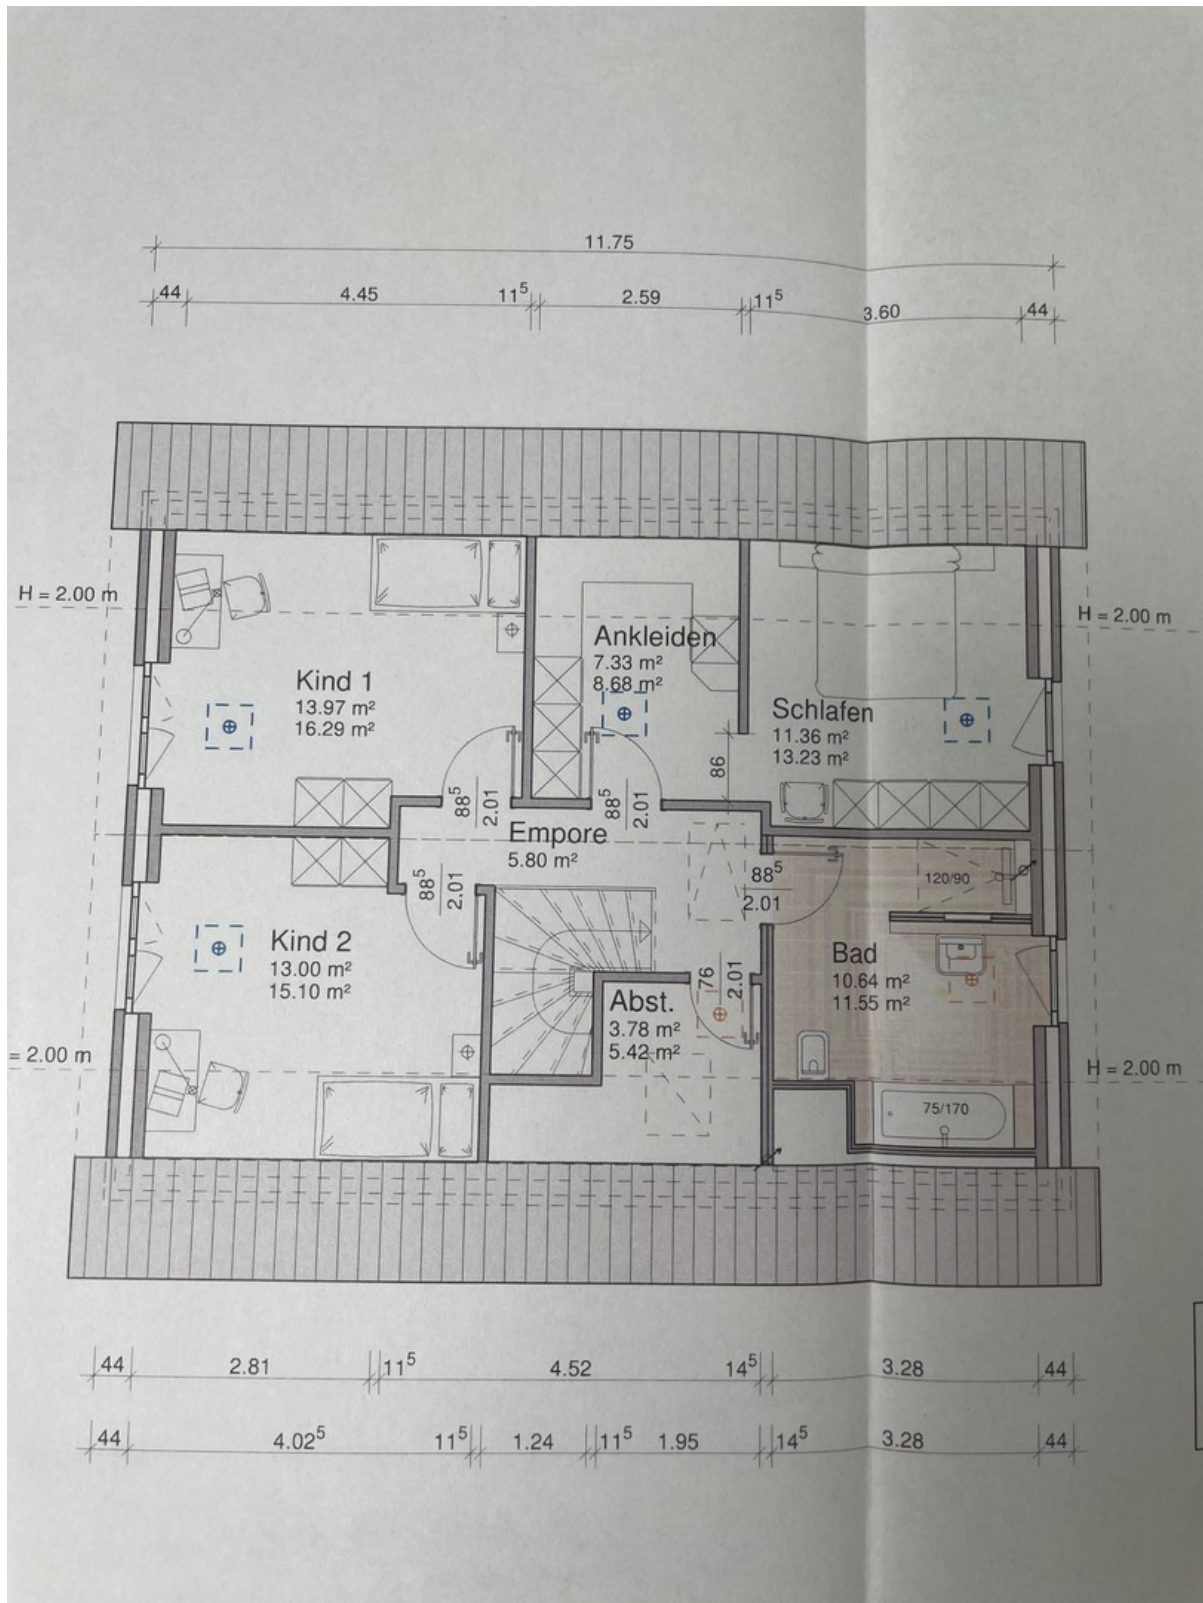 11.75
44 4.45 11⁵ 2.59 11⁵ 3.60 44
H = 2.00 m
H = 2.00 m
Kind 1
13.97 m²
16.29 m²
Ankleiden
7.33 m²
8.68 m²
Schlafen
11.36 m²
13.23 m²
86
88⁵
2.01
88⁵
2.01
Empore
5.80 m²
88⁵
2.01
88⁵
2.01
120/90
Kind 2
13.00 m²
15.10 m²
Abst.
3.78 m²
5.42 m²
76
2.01
Bad
10.64 m²
11.55 m²
= 2.00 m
H = 2.00 m
75/170
44 2.81 11⁵ 4.52 14⁵ 3.28 44
44 4.02⁵ 11⁵ 1.24 11⁵ 1.95 14⁵ 3.28 44